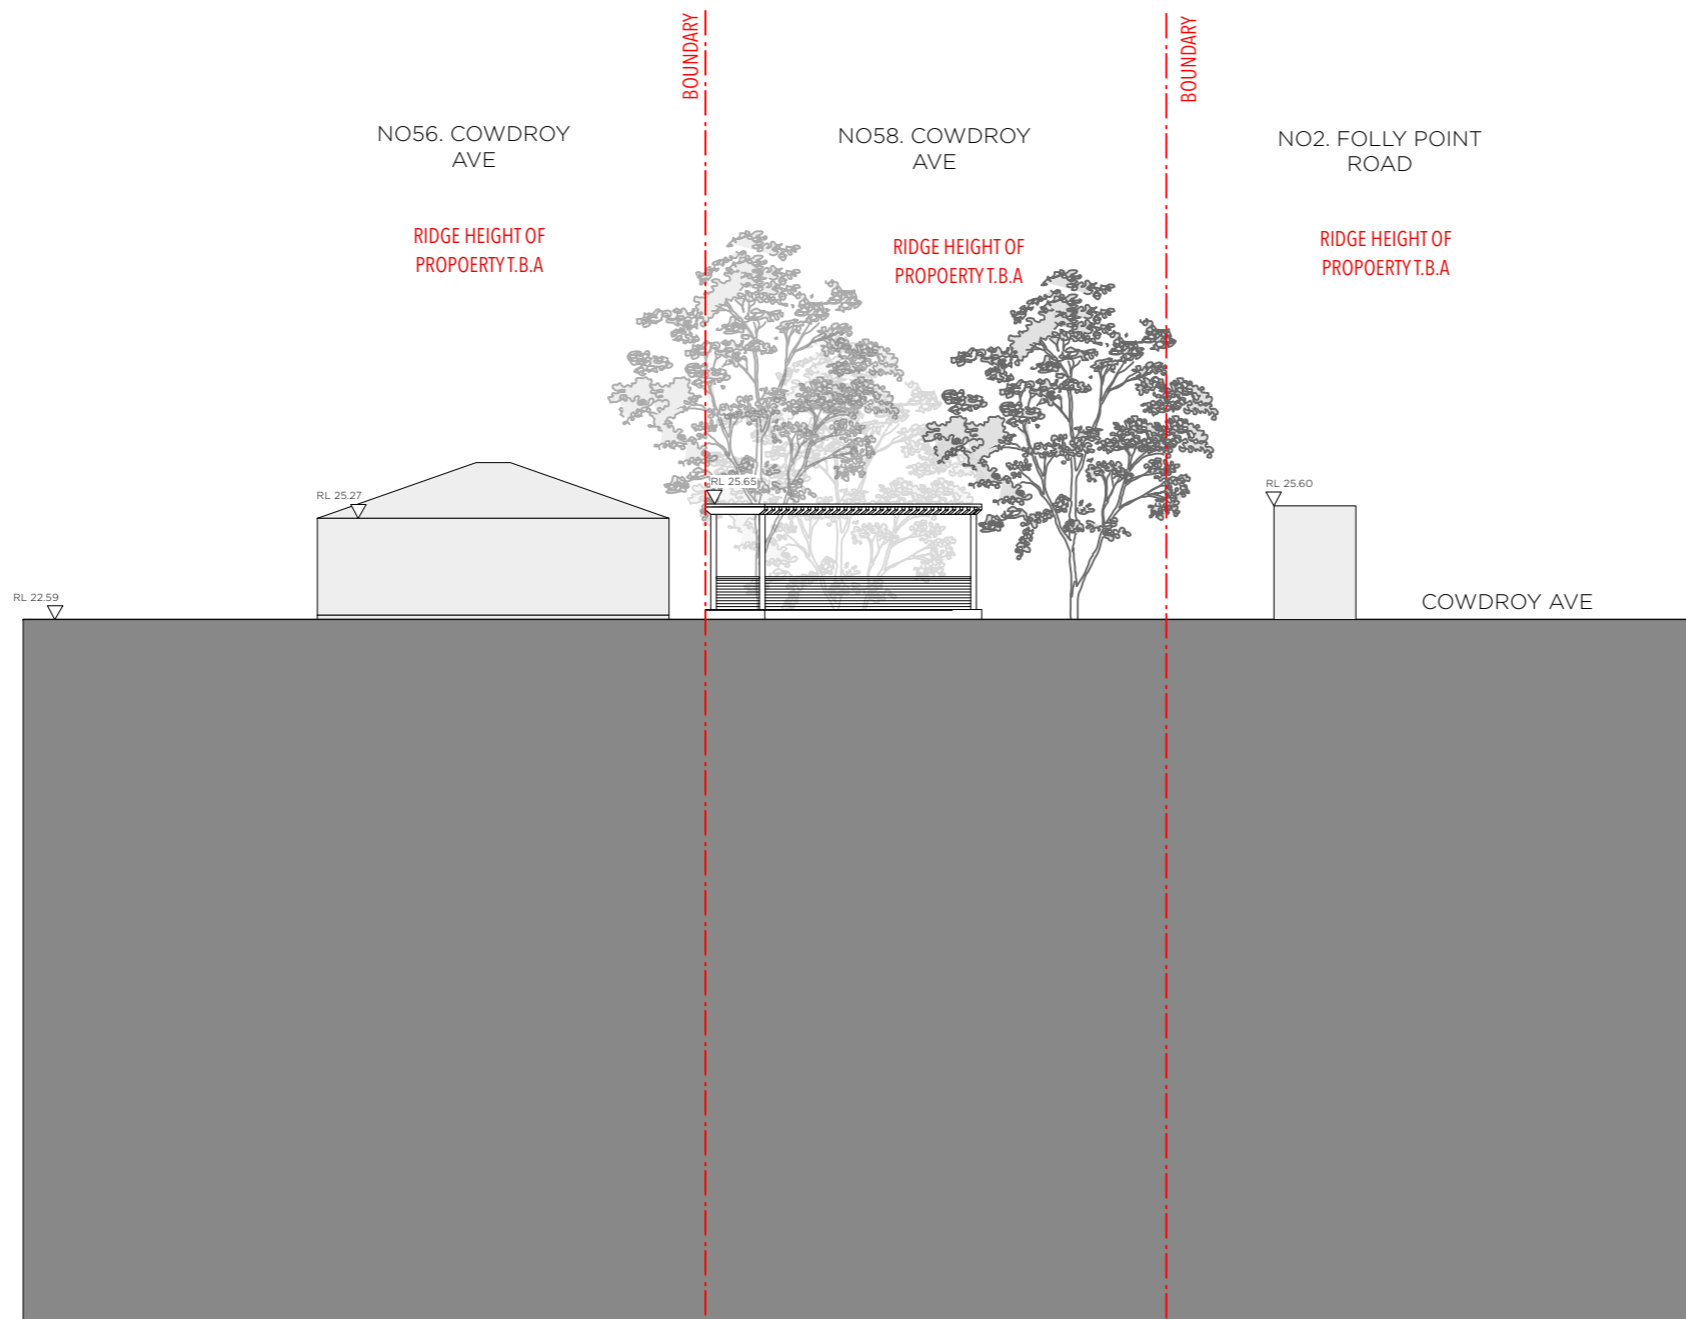 BOUNDARY
BOUNDARY
NO56. COWDROY
AVE
NO58. COWDROY
AVE
NO2. FOLLY POINT
ROAD
RIDGE HEIGHT OF
PROPOERTY T.B.A
RIDGE HEIGHT OF
PROPOERTY T.B.A
RIDGE HEIGHT OF
PROPOERTY T.B.A
RL 25.27
RL 25.65
RL 25.60
RL 22.59
COWDROY AVE